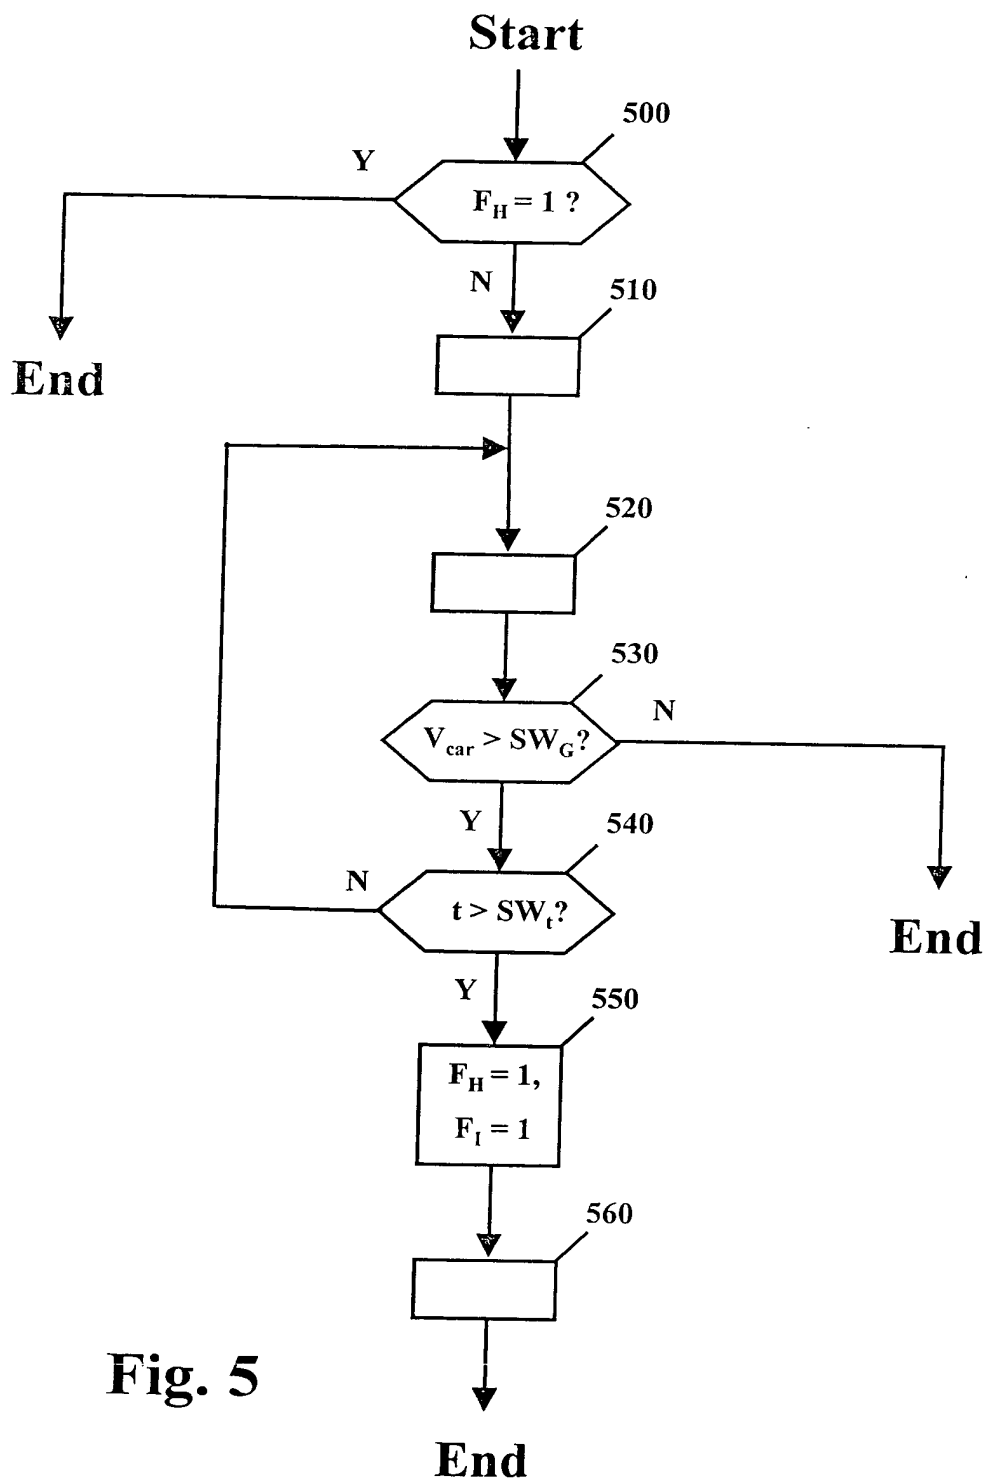 Start
500
Y
F_H = 1 ?
N
510
End
520
530
V_car > SW_G?
N
Y
540
N
t > SW_t?
End
Y
550
F_H = 1,
F_I = 1
560
Fig. 5
End